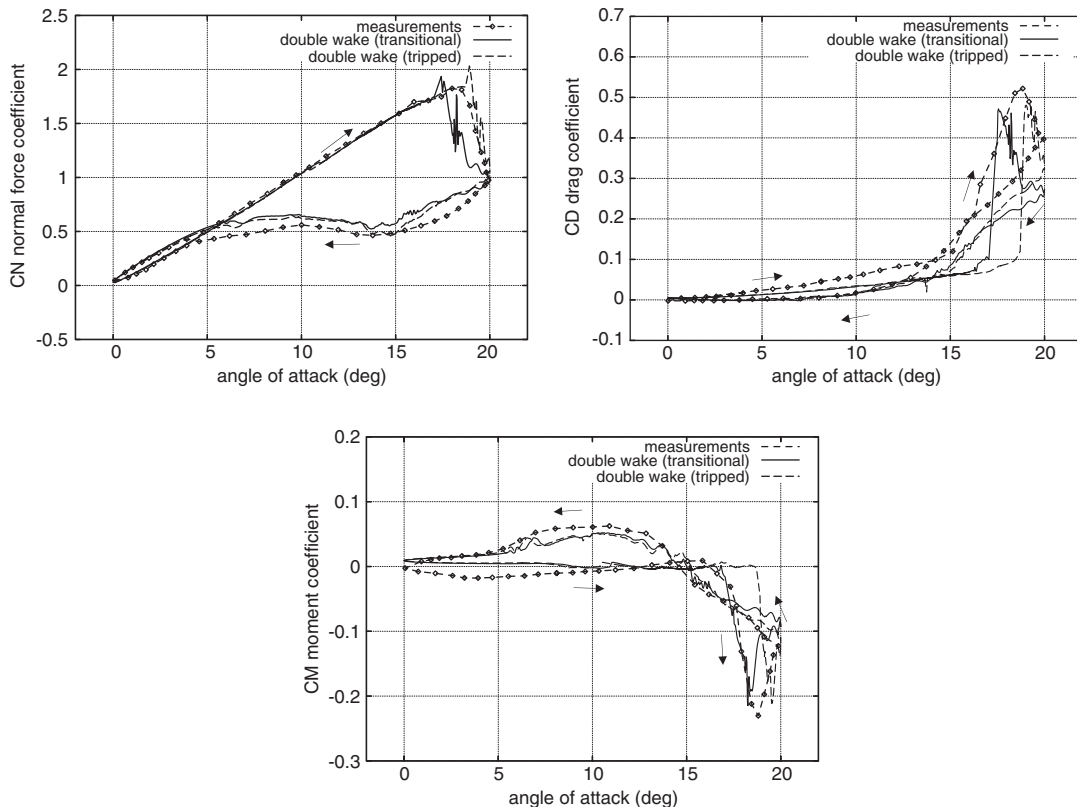 2.5
2
1.5
1
0.5
0
-0.5
CN normal force coefficient
measurements
double wake (transitional)
double wake (tripped)
0 5 10 15 20
angle of attack (deg)
0.7
0.6
0.5
0.4
0.3
0.2
0.1
0
-0.1
CD drag coefficient
measurements
double wake (transitional)
double wake (tripped)
0 5 10 15 20
angle of attack (deg)
0.2
0.1
0
-0.1
-0.2
-0.3
CM moment coefficient
measurements
double wake (transitional)
double wake (tripped)
0 5 10 15 20
angle of attack (deg)